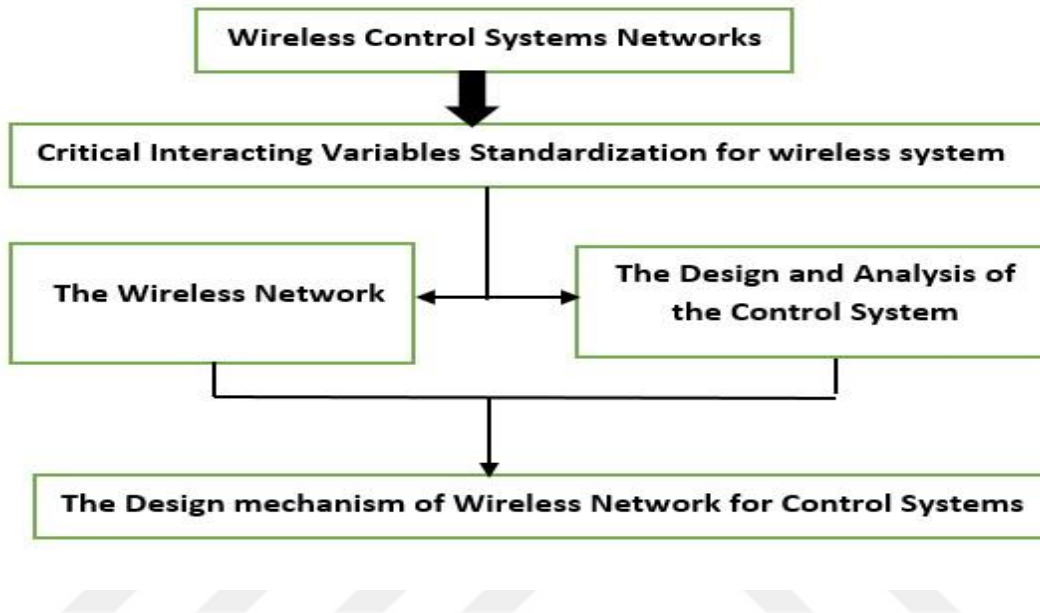 Wireless Control Systems Networks
Critical Interacting Variables Standardization for wireless system
The Wireless Network
The Design and Analysis of
the Control System
The Design mechanism of Wireless Network for Control Systems